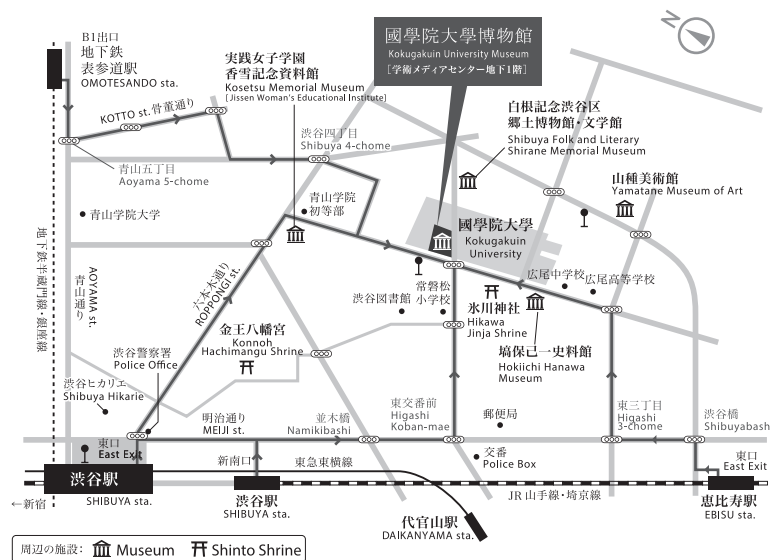 B1出口
地下鉄
表参道駅
OMOTESANDO sta.
KOTTO st. 骨董通り
実践女子学園
香雪記念資料館
Kosetsu Memorial Museum
[Jissen Woman's Educational Institute]
國學院大學博物館
Kokugakuin University Museum
[学術メディアセンター地下1階]
N
白根記念渋谷区
郷土博物館・文学館
Shibuya Folk and Literary
Shirane Memorial Museum
渋谷四丁目
Shibuya 4-chome
青山五丁目
Aoyama 5-chome
山種美術館
Yamatane Museum of Art
青山学院大学
青山学院
初等部
國學院大學
Kokugakuin
University
地下鉄半蔵門線・銀座線
AOYAMA st.
青山通り
六本木通り
ROPPONGI st.
広尾中学校
広尾高等学校
渋谷図書館
常磐松
小学校
氷川神社
Hikawa
Jinja Shrine
金王八幡宮
Konnoh
Hachimangu Shrine
塙保己一史料館
Hokiichi Hanawa
Museum
渋谷警察署
Police Office
渋谷ヒカリエ
Shibuya Hikarie
明治通り
MEIJI st.
並木橋
Namikibashi
東交番前
Higashi
Koban-mae
郵便局
東三丁目
Higashi
3-chome
渋谷橋
Shibuyabashi
東口
East Exit
新南口
東急東横線
交番
Police Box
東口
East Exit
渋谷駅
SHIBUYA sta.
←新宿
渋谷駅
SHIBUYA sta.
JR山手線・埼京線
恵比寿駅
EBISU sta.
代官山駅
DAIKANYAMA sta.
周辺の施設： Museum Shinto Shrine